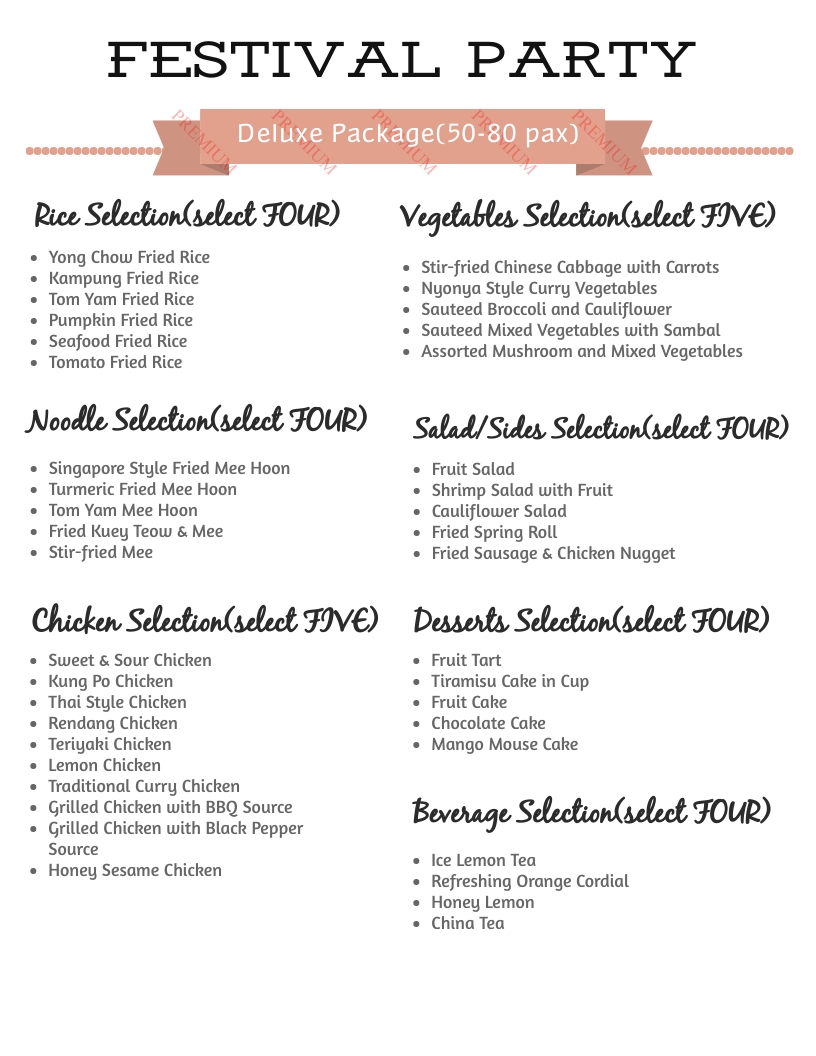 FESTIVAL PARTY
Deluxe Package(50-80 pax)
PREMIUM PREMIUM PREMIUM PREMIUM PREMIUM
Rice Selection(select FOUR)
Yong Chow Fried Rice
Kampung Fried Rice
Tom Yam Fried Rice
Pumpkin Fried Rice
Seafood Fried Rice
Tomato Fried Rice
Noodle Selection(select FOUR)
Singapore Style Fried Mee Hoon
Turmeric Fried Mee Hoon
Tom Yam Mee Hoon
Fried Kuey Teow & Mee
Stir-fried Mee
Chicken Selection(select FIVE)
Sweet & Sour Chicken
Kung Po Chicken
Thai Style Chicken
Rendang Chicken
Teriyaki Chicken
Lemon Chicken
Traditional Curry Chicken
Grilled Chicken with BBQ Source
Grilled Chicken with Black Pepper
Source
Honey Sesame Chicken
Vegetables Selection(select FIVE)
Stir-fried Chinese Cabbage with Carrots
Nyonya Style Curry Vegetables
Sauteed Broccoli and Cauliflower
Sauteed Mixed Vegetables with Sambal
Assorted Mushroom and Mixed Vegetables
Salad/Sides Selection(select FOUR)
Fruit Salad
Shrimp Salad with Fruit
Cauliflower Salad
Fried Spring Roll
Fried Sausage & Chicken Nugget
Desserts Selection(select FOUR)
Fruit Tart
Tiramisu Cake in Cup
Fruit Cake
Chocolate Cake
Mango Mouse Cake
Beverage Selection(select FOUR)
Ice Lemon Tea
Refreshing Orange Cordial
Honey Lemon
China Tea